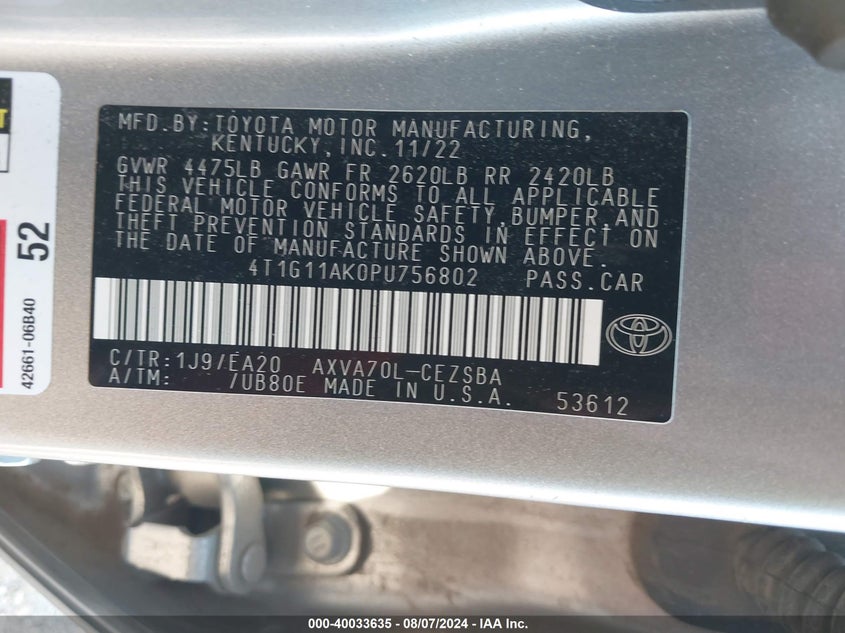 MFD.BY:TOYOTA MOTOR MANUFACTURING,
KENTUCKY,INC.11/22
GVWR 4475LB GAWR FR 2620LB RR 2420LB
THIS VEHICLE CONFORMS TO ALL APPLICABLE
FEDERAL MOTOR VEHICLE SAFETY,BUMPER,AND
THEFT PREVENTION STANDARDS IN EFFECT ON
THE DATE OF MANUFACTURE SHOWN ABOVE.
4T1G11AK0PU756802 PASS.CAR
C/TR:1J9/EA20 AXVA70L-CEZSBA
A/TM: /UB80E MADE IN U.S.A. 53612
52
42661-06B40
000-40033635 - 08/07/2024 - IAA Inc.